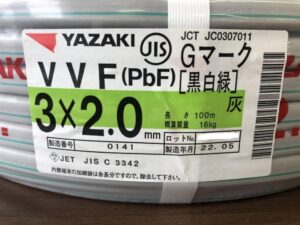 JCT JC0307011
YAZAKI JIS Gマーク
VVF(PbF) [黒白緑]
3×2.0mm 灰
長さ 100m
概算質量 16kg
製造番号 0141
ロットNo.
製造年月 22.05
JET JIS C 3342